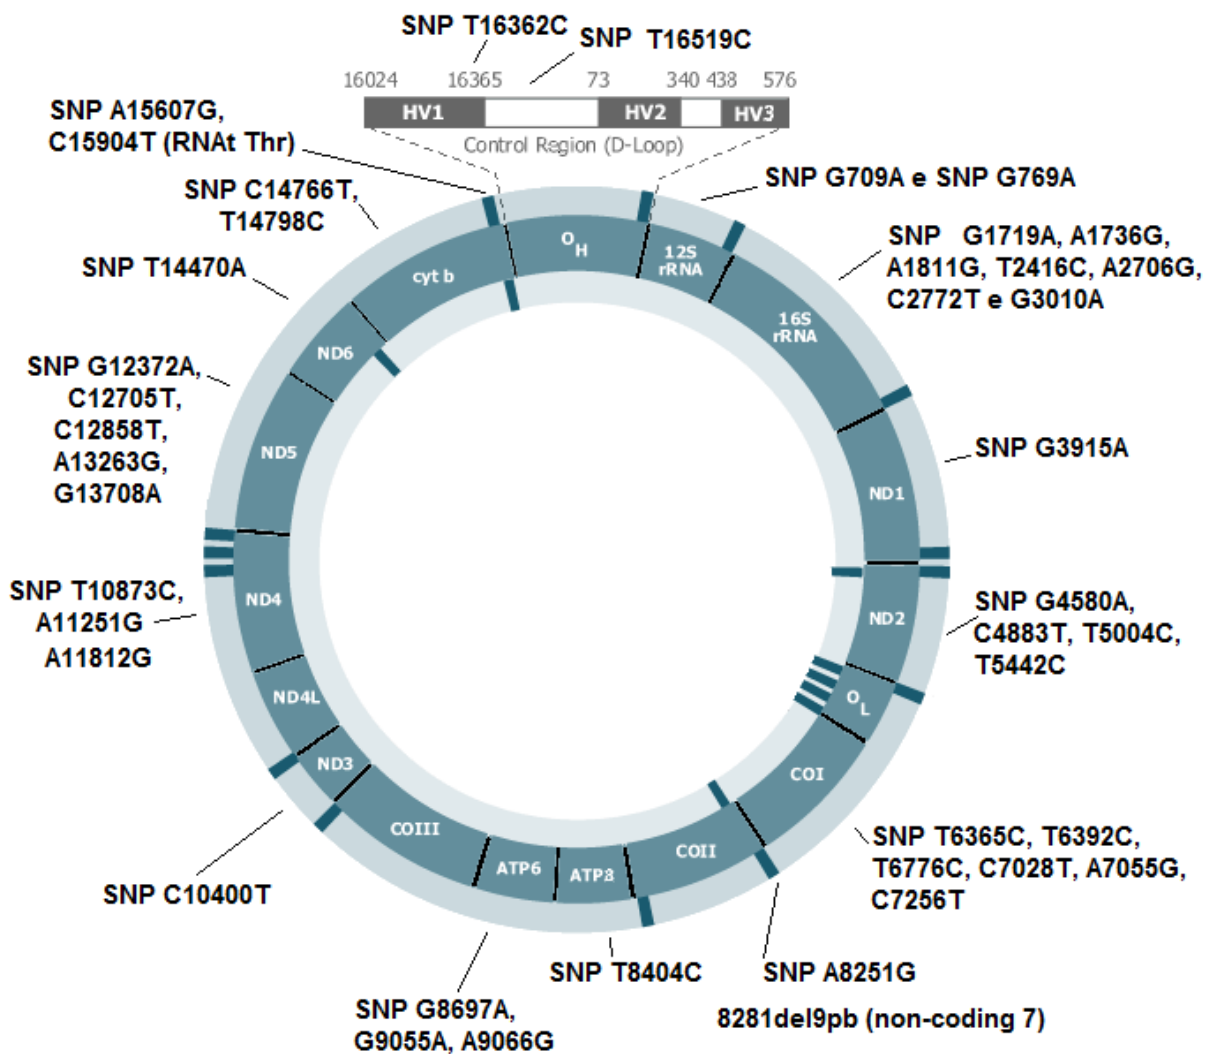 SNP T16362C
SNP T16519C
16024 16365 73 340 438 576
HV1 HV2 HV3
Control Region (D-Loop)
SNP A15607G,
C15904T (RNAt Thr)
SNP C14766T,
T14798C
SNP T14470A
SNP G12372A,
C12705T,
C12858T,
A13263G,
G13708A
SNP T10873C,
A11251G
A11812G
SNP C10400T
SNP G8697A,
G9055A, A9066G
SNP T8404C
SNP A8251G
8281del9pb (non-coding 7)
SNP T6365C, T6392C,
T6776C, C7028T, A7055G,
C7256T
SNP G4580A,
C4883T, T5004C,
T5442C
SNP G3915A
SNP G1719A, A1736G,
A1811G, T2416C, A2706G,
C2772T e G3010A
SNP G709A e SNP G769A
OH
12S
rRNA
16S
rRNA
ND1
ND2
OL
COI
COII
ATP8
ATP6
COIII
ND3
ND4L
ND4
ND5
ND6
cyt b